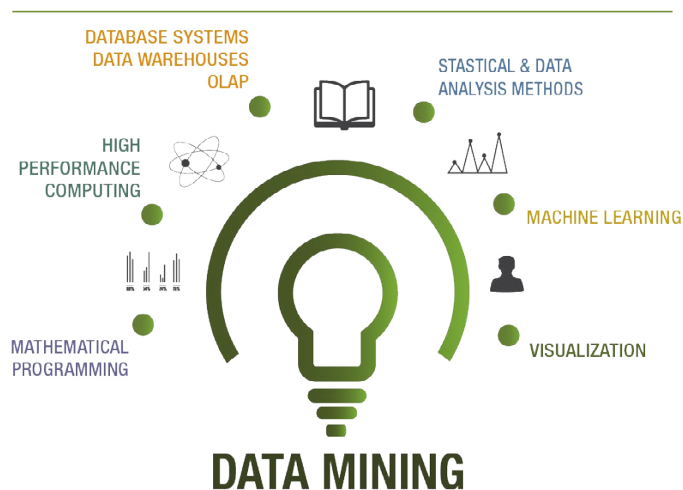 DATABASE SYSTEMS
DATA WAREHOUSES
OLAP
STASTICAL & DATA
ANALYSIS METHODS
HIGH
PERFORMANCE
COMPUTING
MACHINE LEARNING
MATHEMATICAL
PROGRAMMING
VISUALIZATION
DATA MINING